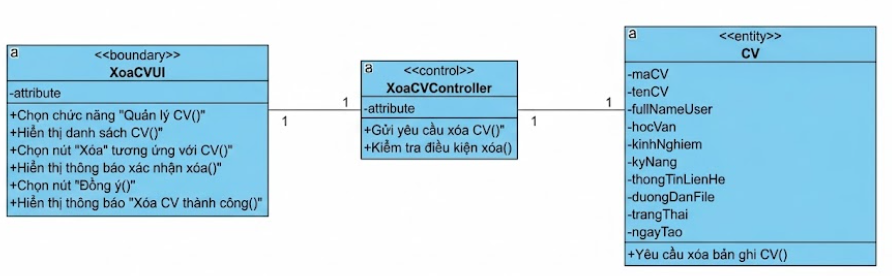 a
<<boundary>>
XoaCVUI
-attribute
+Chọn chức năng "Quản lý CV()"
+Hiển thị danh sách CV()"
+Chọn nút "Xóa" tương ứng với CV()"
+Hiển thị thông báo xác nhận xóa()"
+Chọn nút "Đồng ý()"
+Hiển thị thông báo "Xóa CV thành công()"
1
1
a
<<control>>
XoaCVController
-attribute
+Gửi yêu cầu xóa CV()"
+Kiểm tra điều kiện xóa()
1
1
a
<<entity>>
CV
-maCV
-tenCV
-fullNameUser
-hocVan
-kinhNghiem
-kyNang
-thongTinLienHe
-duongDanFile
-trangThai
-ngayTao
+Yêu cầu xóa bản ghi CV()